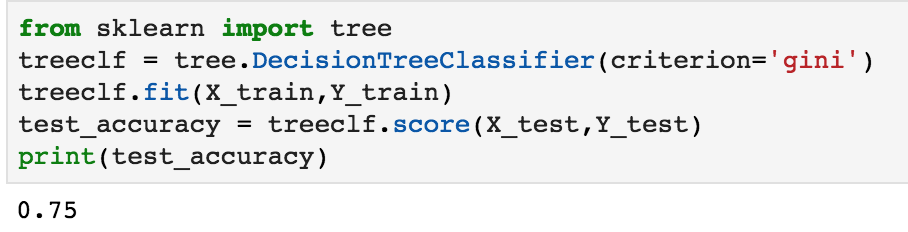 from sklearn import tree
treeclf = tree.DecisionTreeClassifier(criterion='gini')
treeclf.fit(X_train,Y_train)
test_accuracy = treeclf.score(X_test,Y_test)
print(test_accuracy)
0.75